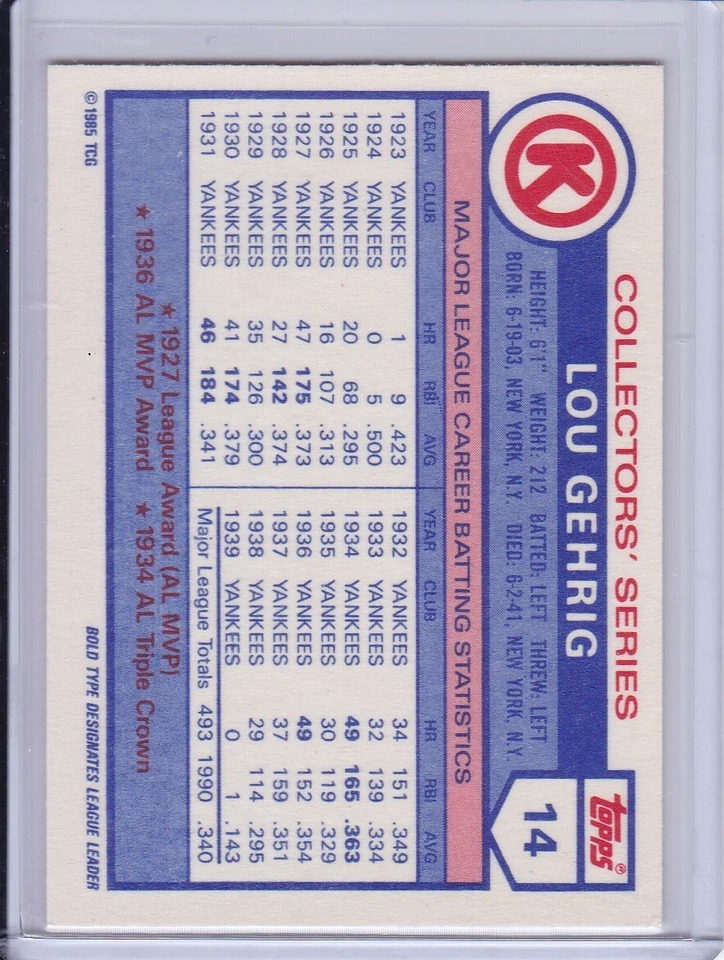 COLLECTORS' SERIES
K
LOU GEHRIG
topps®
14
HEIGHT: 6'1" WEIGHT: 212 BATTED: LEFT THREW: LEFT
BORN: 6-19-03, NEW YORK, N.Y. DIED: 6-2-41, NEW YORK, N.Y.
MAJOR LEAGUE CAREER BATTING STATISTICS
YEAR CLUB HR RBI AVG
1923 YANKEES 1 9 .423
1924 YANKEES 0 5 .500
1925 YANKEES 20 68 .295
1926 YANKEES 16 107 .313
1927 YANKEES 47 175 .373
1928 YANKEES 27 142 .374
1929 YANKEES 35 126 .300
1930 YANKEES 41 174 .379
1931 YANKEES 46 184 .341
YEAR CLUB HR RBI AVG
1932 YANKEES 34 151 .349
1933 YANKEES 32 139 .334
1934 YANKEES 49 165 .363
1935 YANKEES 30 119 .329
1936 YANKEES 49 152 .354
1937 YANKEES 37 159 .351
1938 YANKEES 29 114 .295
1939 YANKEES 0 1 .143
Major League Totals 493 1990 .340
★ 1927 League Award (AL MVP)
★ 1936 AL MVP Award ★ 1934 AL Triple Crown
© 1985 TCG
BOLD TYPE DESIGNATES LEAGUE LEADER